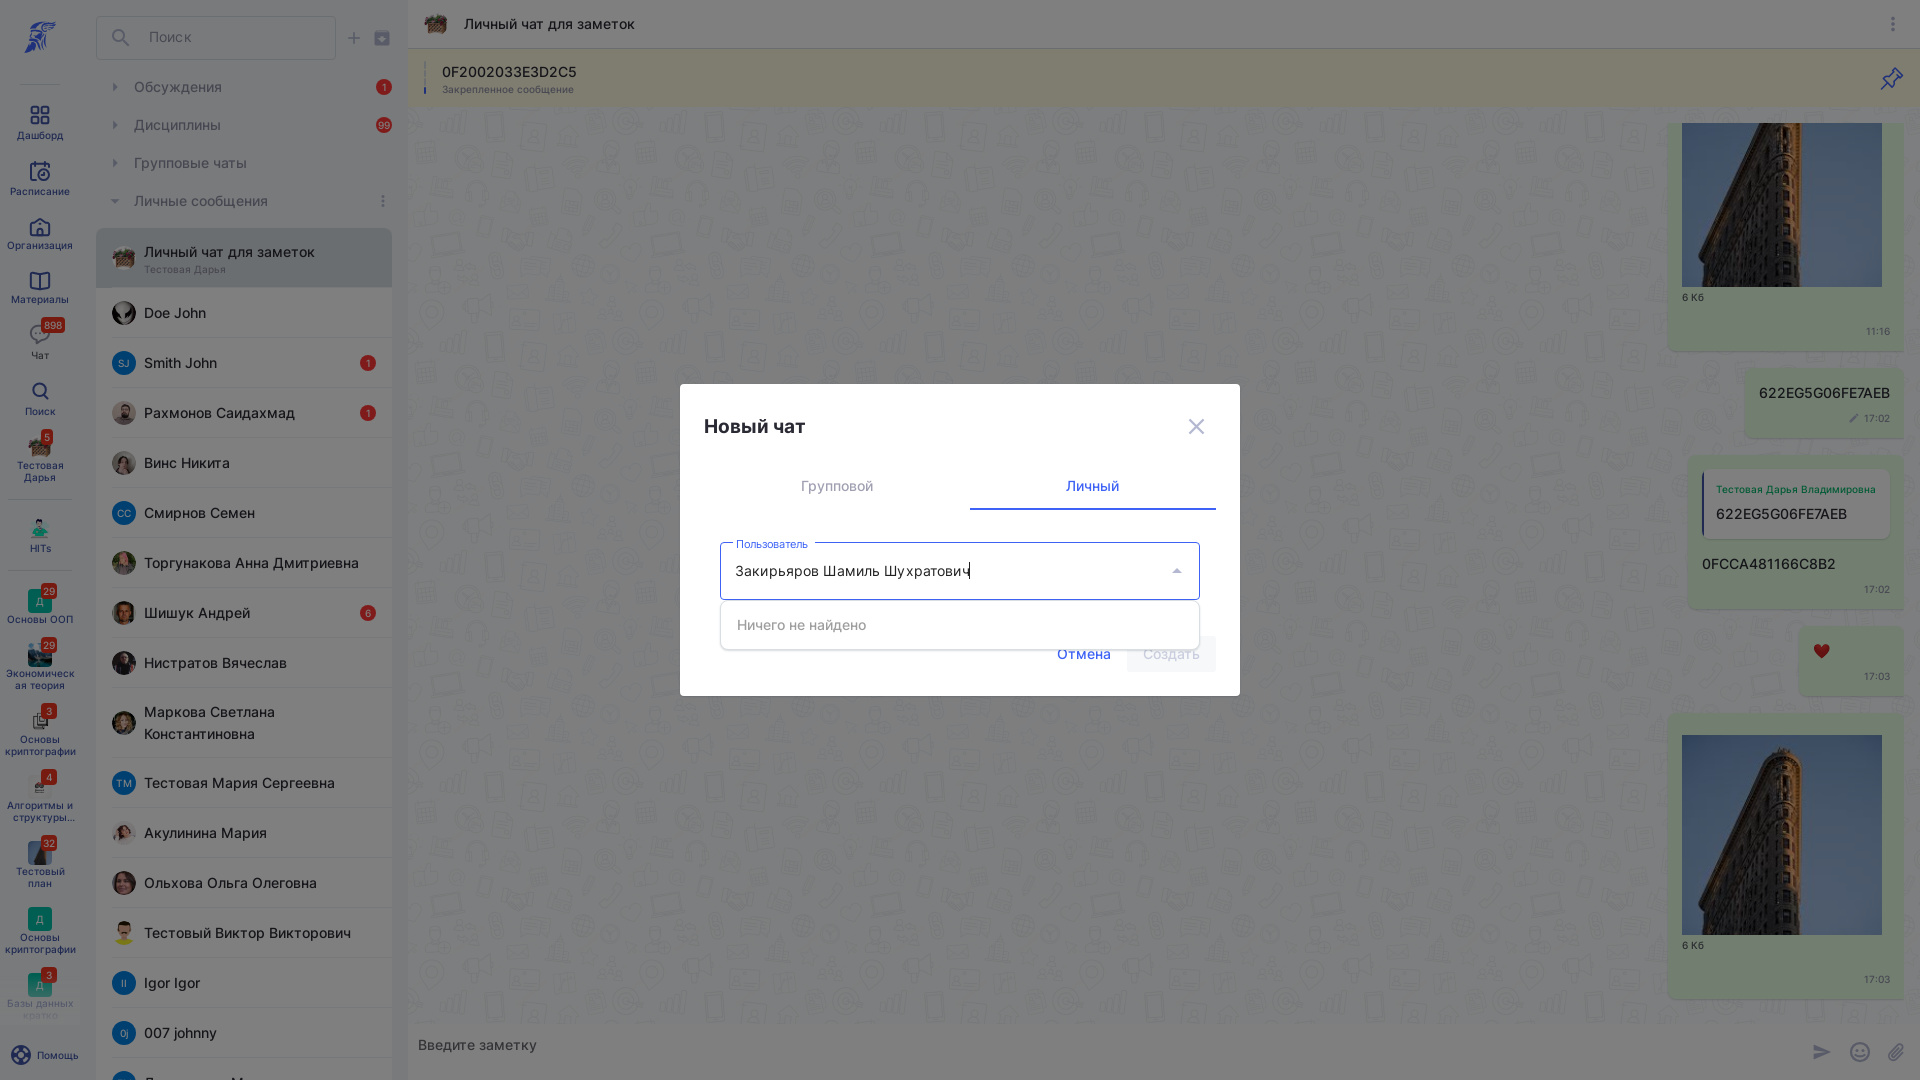 Дашборд
Расписание
Организация
Материалы
898
Чат
Поиск
5
Тестовая
Дарья
HITs
29
Д
Основы ООП
29
Экономическ
ая теория
3
Основы
криптографии
4
Алгоритмы и
структуры...
32
Тестовый
план
Д
Основы
криптографии
3
Д
Базы данных
кратко
Помощь
Поиск
Обсуждения
1
Дисциплины
99
Групповые чаты
Личные сообщения
Личный чат для заметок
Тестовая Дарья
Doe John
SJ
Smith John
1
Рахмонов Саидахмад
1
Винс Никита
СС
Смирнов Семен
Торгунакова Анна Дмитриевна
Шишук Андрей
6
Нистратов Вячеслав
Маркова Светлана
Константиновна
ТМ
Тестовая Мария Сергеевна
Акулинина Мария
Ольхова Ольга Олеговна
Тестовый Виктор Викторович
II
Igor Igor
0j
007 johnny
Личный чат для заметок
0F2002033E3D2C5
Закрепленное сообщение
6 Кб
11:16
622EG5G06FE7AEB
17:02
Тестовая Дарья Владимировна
622EG5G06FE7AEB
0FCCA481166C8B2
17:02
17:03
6 Кб
17:03
Введите заметку
Новый чат
Групповой
Личный
Пользователь
Закирьяров Шамиль Шухратович
Ничего не найдено
Отмена
Создать